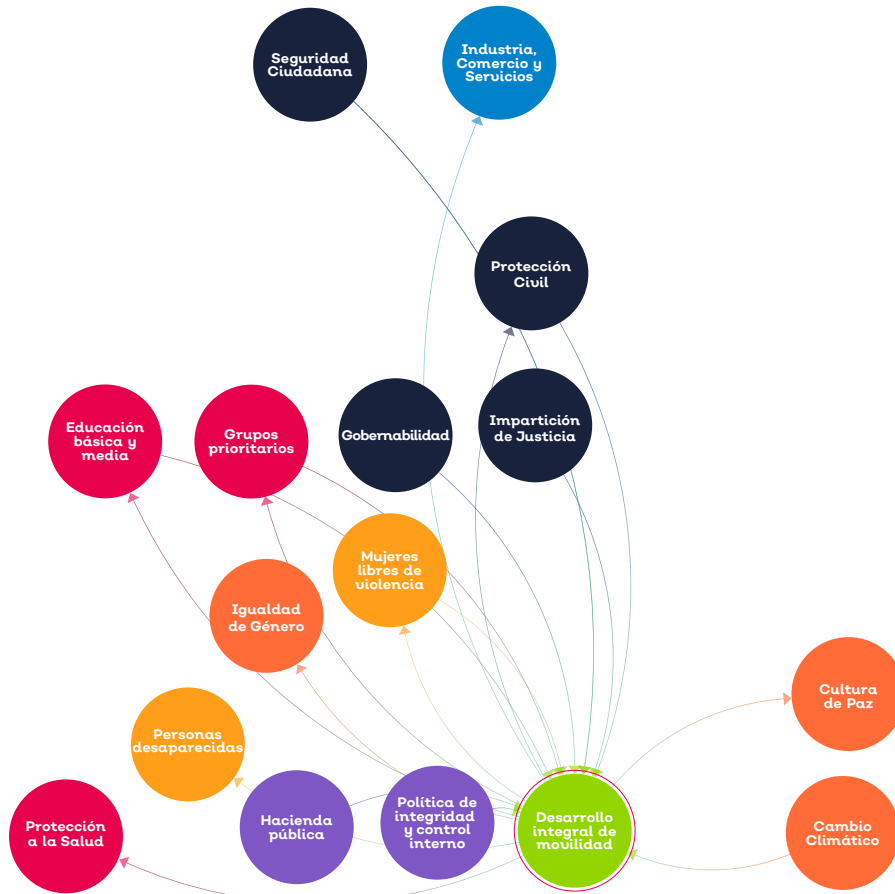 Seguridad
Ciudadana
Industria,
Comercio y
Servicios
Protección
Civil
Educación
básica y
media
Grupos
prioritarios
Gobernabilidad
Impartición
de Justicia
Mujeres
libres de
violencia
Igualdad
de Género
Cultura
de Paz
Personas
desaparecidas
Protección
a la Salud
Hacienda
pública
Política de
integridad
y control
interno
Desarrollo
integral de
movilidad
Cambio
Climático